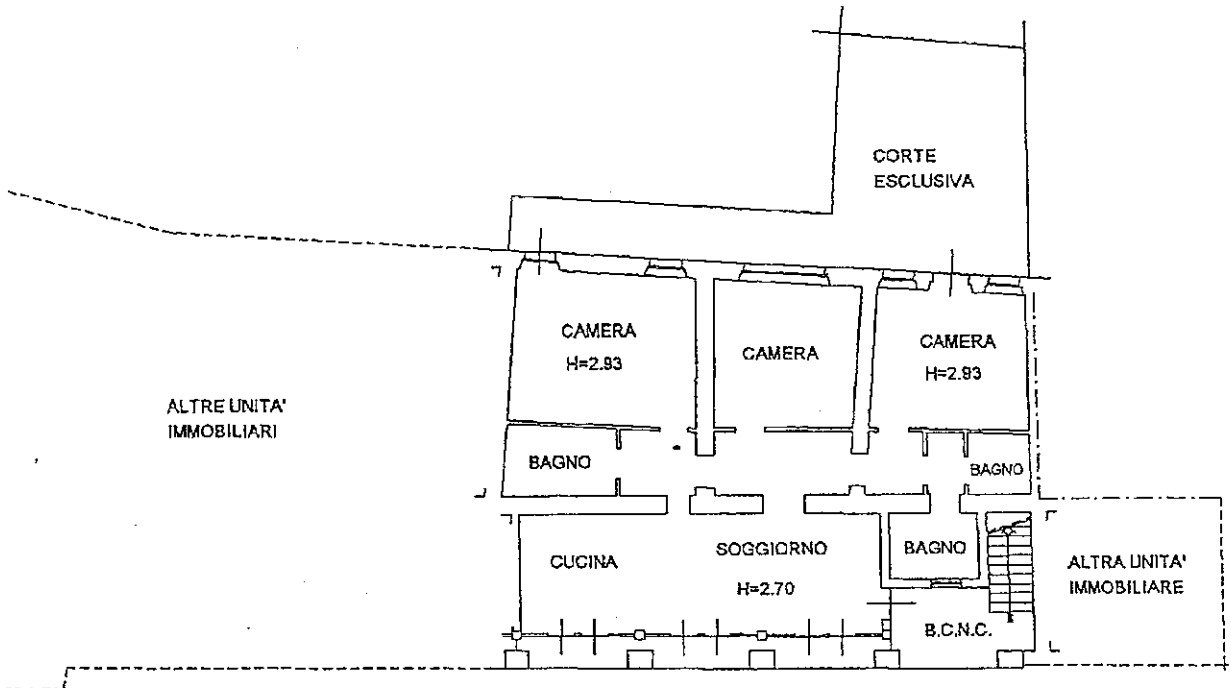 CORTE
ESCLUSIVA
CAMERA
H=2.93
CAMERA
CAMERA
H=2.93
ALTRE UNITA'
IMMOBILIARI
BAGNO
BAGNO
CUCINA
SOGGIORNO
H=2.70
BAGNO
ALTRA UNITA'
IMMOBILIARE
B.C.N.C.